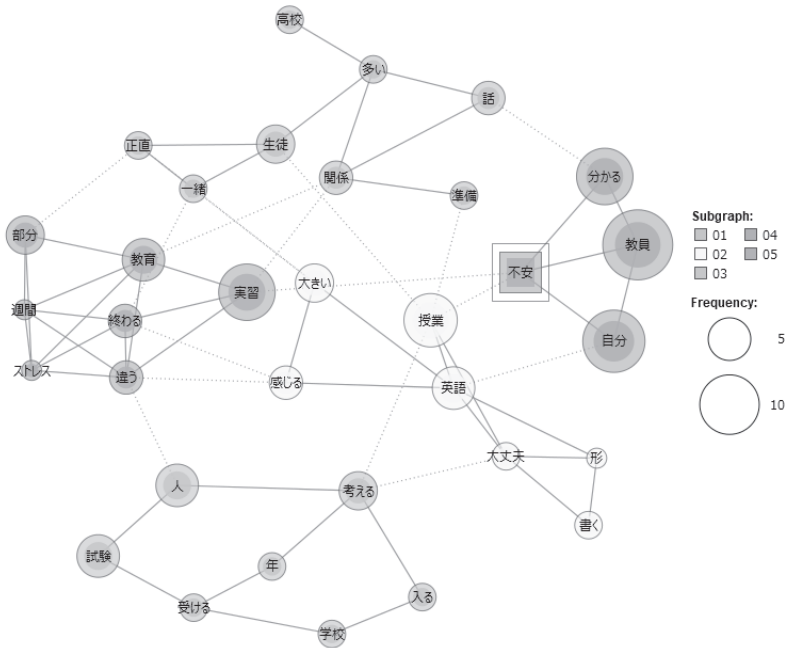 高校
多い
話
正直
生徒
分かる
関係
一緒
準備
部分
教員
教育
不安
実習
大きい
週間
終わる
授業
自分
ストレス
違う
感じる
英語
大丈夫
形
人
考える
書く
試験
年
受ける
入る
学校
Subgraph:
01 04
02 05
03
Frequency:
5
10